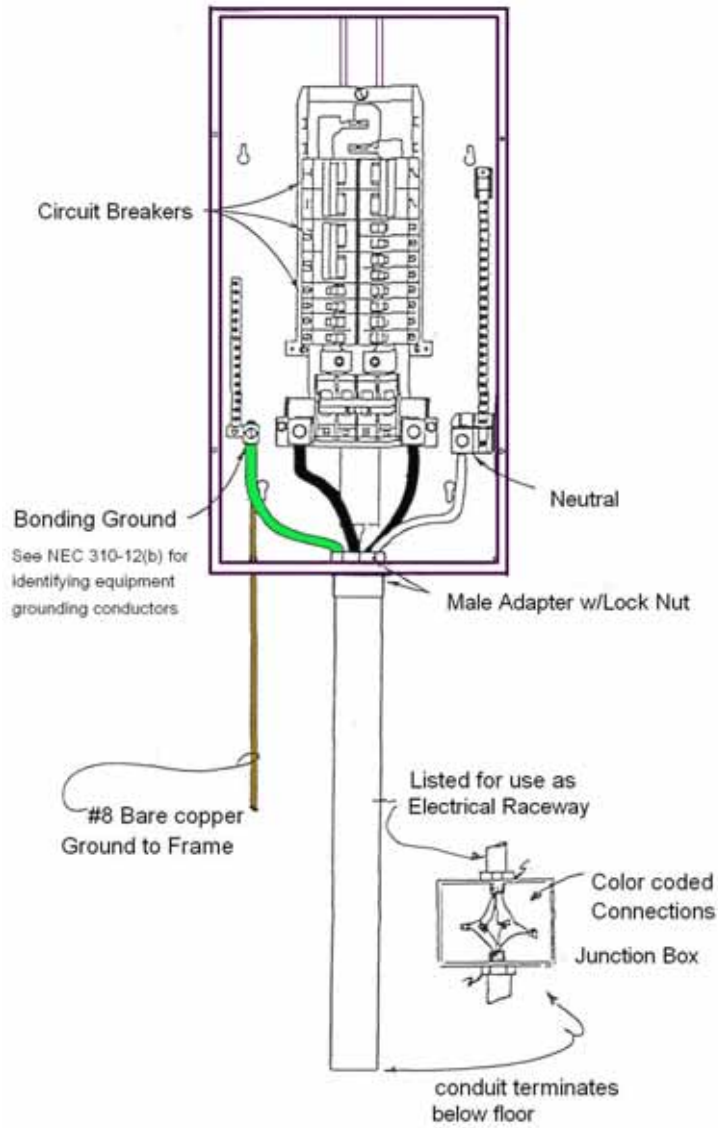 Circuit Breakers
Neutral
Bonding Ground
See NEC 310-12(b) for
identifying equipment
grounding conductors
Male Adapter w/Lock Nut
#8 Bare copper
Ground to Frame
Listed for use as
Electrical Raceway
Color coded
Connections
Junction Box
conduit terminates
below floor